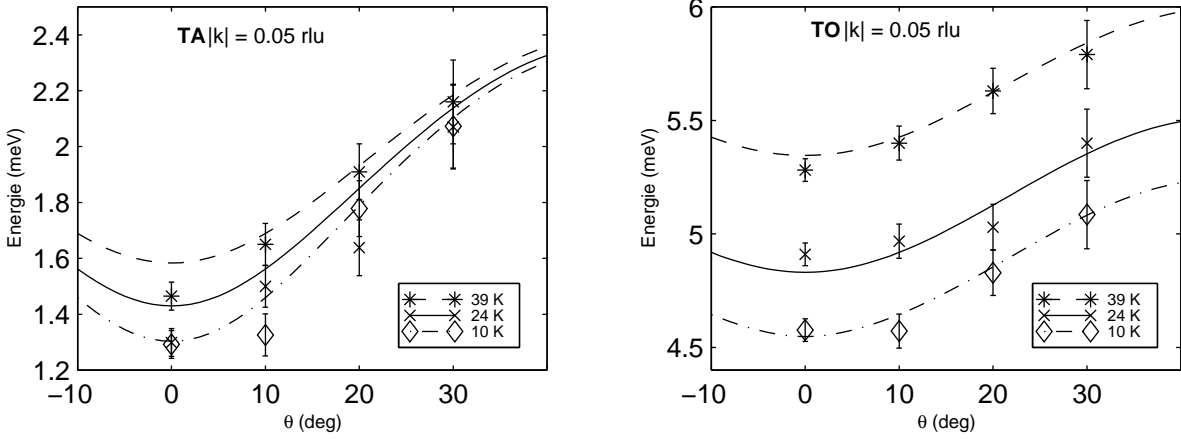 TA |k| = 0.05 rlu
2.4
2.2
2
1.8
1.6
1.4
1.2
Energie (meV)
−10 0 10 20 30
θ (deg)
39 K
24 K
10 K
TO |k| = 0.05 rlu
6
5.5
5
4.5
Energie (meV)
−10 0 10 20 30
θ (deg)
39 K
24 K
10 K